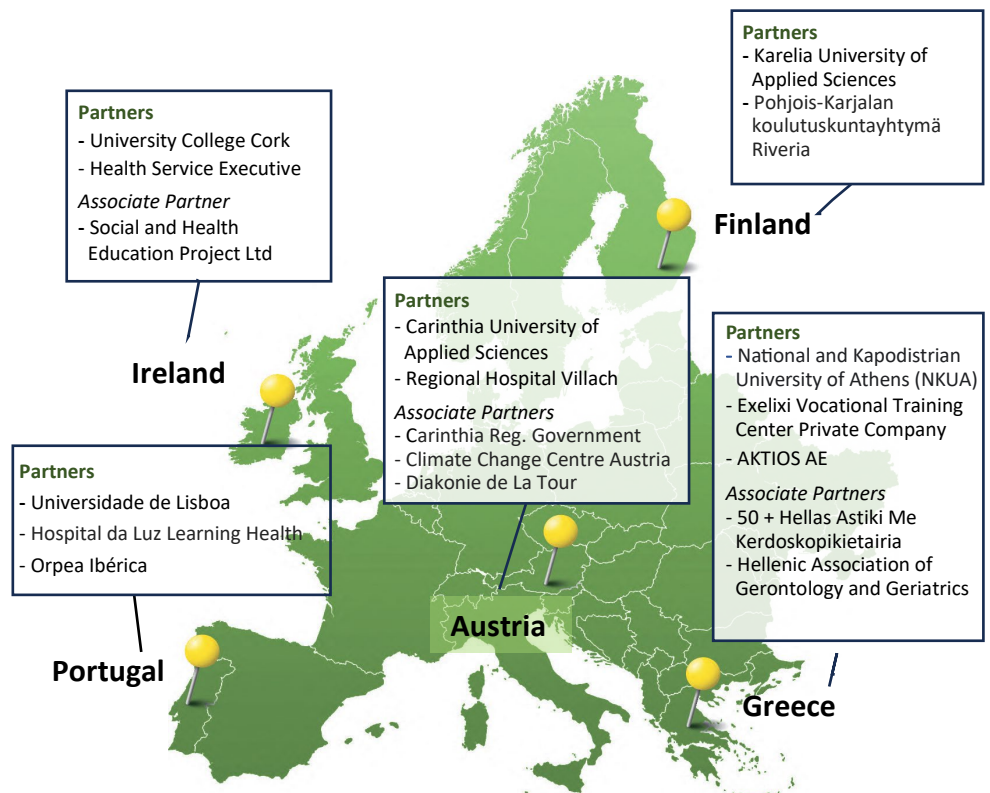 Partners
- Karelia University of
Applied Sciences
- Pohjois-Karjalan
koulutuskuntayhtymä
Riveria
Finland
Partners
- University College Cork
- Health Service Executive
Associate Partner
- Social and Health
Education Project Ltd
Ireland
Partners
- Carinthia University of
Applied Sciences
- Regional Hospital Villach
Associate Partners
- Carinthia Reg. Government
- Climate Change Centre Austria
- Diakonie de La Tour
Austria
Partners
- National and Kapodistrian
University of Athens (NKUA)
- Exelixi Vocational Training
Center Private Company
- AKTIOS AE
Associate Partners
- 50 + Hellas Astiki Me
Kerdoskopikietairia
- Hellenic Association of
Gerontology and Geriatrics
Greece
Partners
- Universidade de Lisboa
- Hospital da Luz Learning Health
- Orpea Ibérica
Portugal